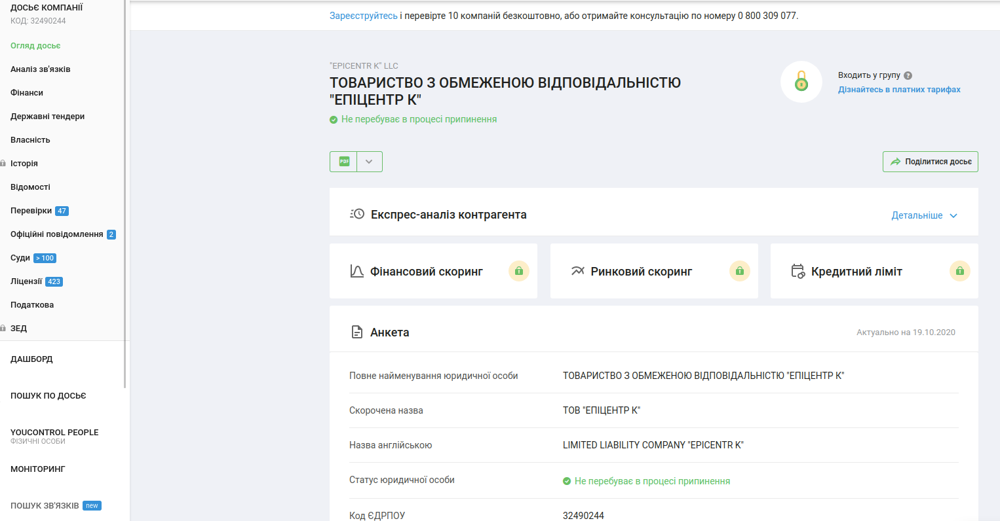 ДОСЬЄ КОМПАНІЇ
КОД: 32490244
Огляд досьє
Аналіз зв'язків
Фінанси
Державні тендери
Власність
Історія
Відомості
Перевірки 47
Офіційні повідомлення 2
Суди > 100
Ліцензії 423
Податкова
ЗЕД
ДАШБОРД
ПОШУК ПО ДОСЬЄ
YOUCONTROL PEOPLE
ФІЗИЧНІ ОСОБИ
МОНІТОРИНГ
ПОШУК ЗВ'ЯЗКІВ new
Зареєструйтесь і перевірте 10 компаній безкоштовно, або отримайте консультацію по номеру 0 800 309 077.
"EPICENTR K" LLC
ТОВАРИСТВО З ОБМЕЖЕНОЮ ВІДПОВІДАЛЬНІСТЮ
"ЕПІЦЕНТР К"
Не перебуває в процесі припинення
Входить у групу ?
Дізнайтесь в платних тарифах
PDF
Поділитися досьє
Експрес-аналіз контрагента
Детальніше
Фінансовий скоринг
Ринковий скоринг
Кредитний ліміт
Анкета
Актуально на 19.10.2020
Повне найменування юридичної особи ТОВАРИСТВО З ОБМЕЖЕНОЮ ВІДПОВІДАЛЬНІСТЮ "ЕПІЦЕНТР К"
Скорочена назва ТОВ "ЕПІЦЕНТР К"
Назва англійською LIMITED LIABILITY COMPANY "EPICENTR K"
Статус юридичної особи Не перебуває в процесі припинення
Код ЄДРПОУ 32490244